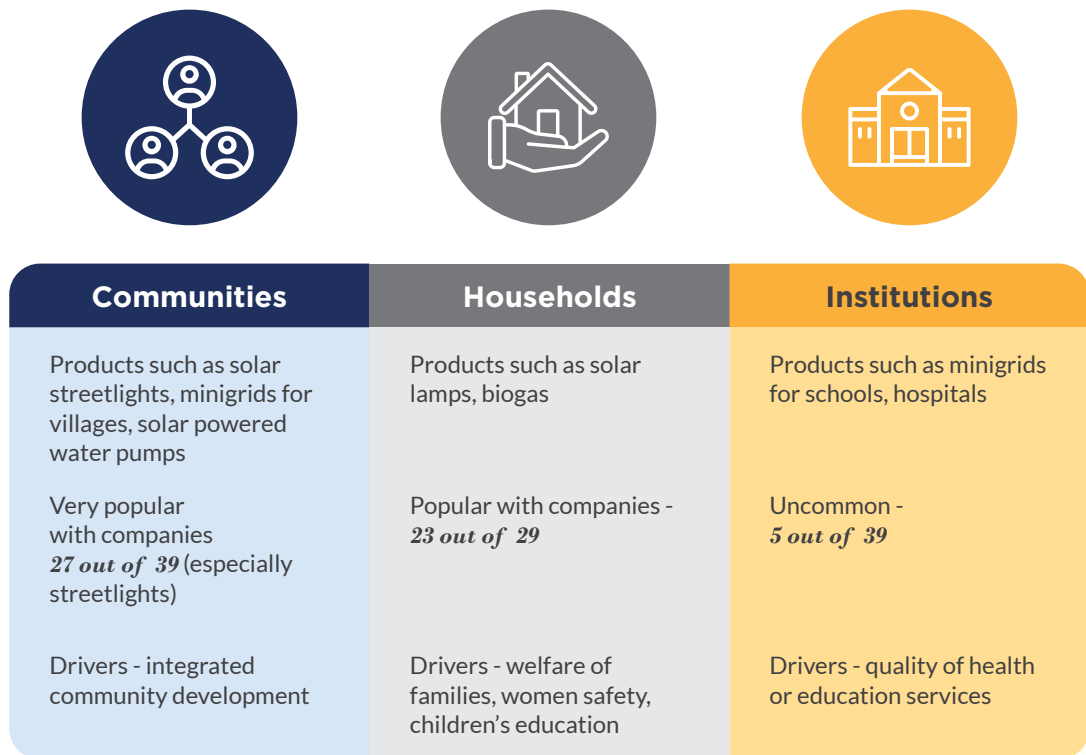 Communities
Households
Institutions
Products such as solar
streetlights, minigrids for
villages, solar powered
water pumps
Products such as solar
lamps, biogas
Products such as minigrids
for schools, hospitals
Very popular
with companies
27 out of 39 (especially
streetlights)
Popular with companies -
23 out of 29
Uncommon -
5 out of 39
Drivers - integrated
community development
Drivers - welfare of
families, women safety,
children’s education
Drivers - quality of health
or education services